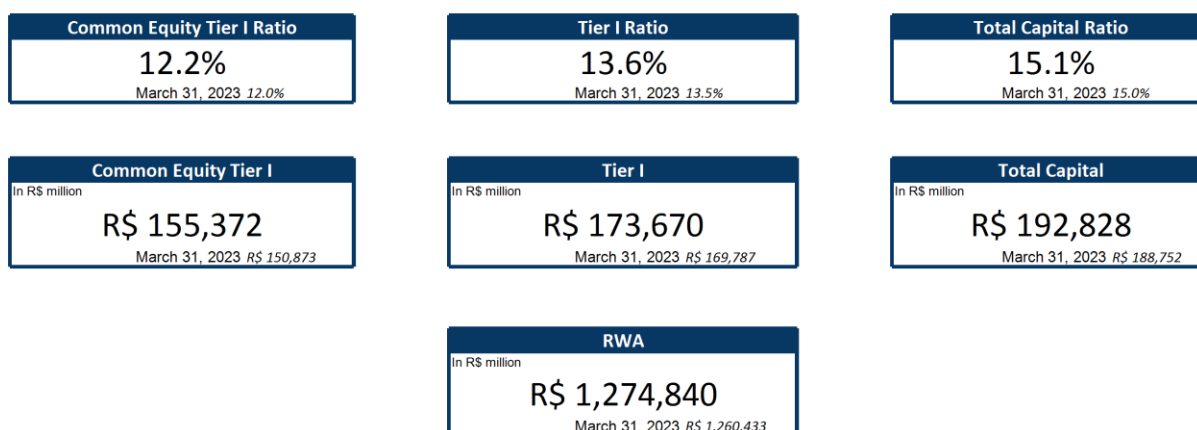 Common Equity Tier I Ratio
12.2%
March 31, 2023 12.0%
Tier I Ratio
13.6%
March 31, 2023 13.5%
Total Capital Ratio
15.1%
March 31, 2023 15.0%
Common Equity Tier I
In R$ million
R$ 155,372
March 31, 2023 R$ 150,873
Tier I
In R$ million
R$ 173,670
March 31, 2023 R$ 169,787
Total Capital
In R$ million
R$ 192,828
March 31, 2023 R$ 188,752
RWA
In R$ million
R$ 1,274,840
March 31, 2023 R$ 1,260,433